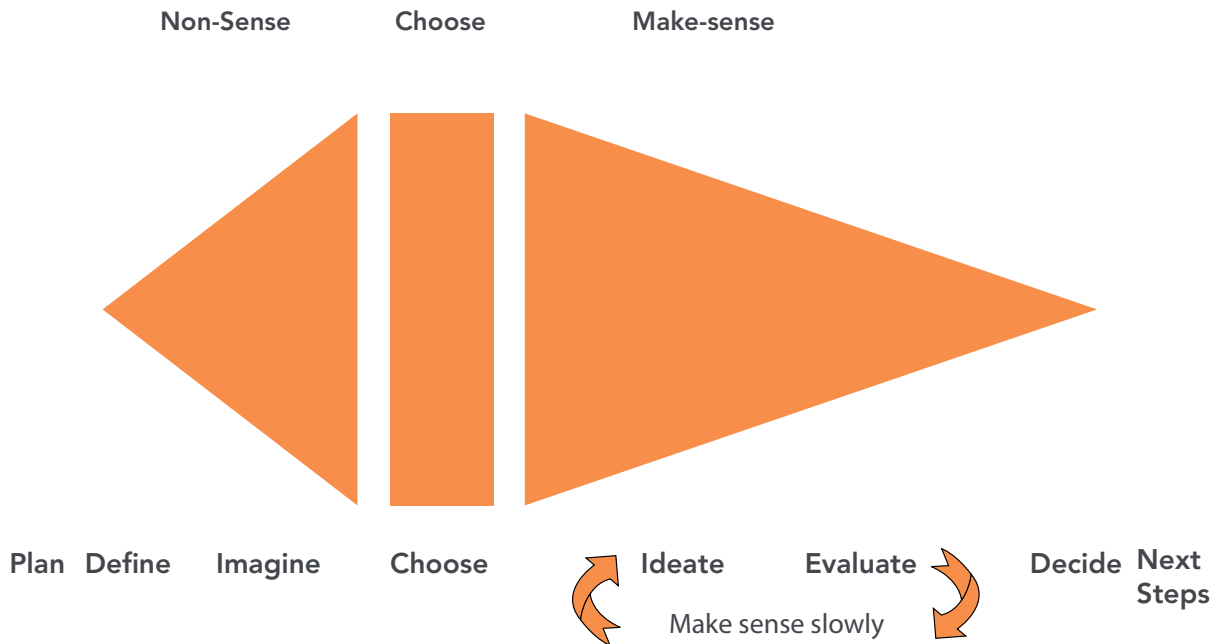 Non-Sense Choose Make-sense
Plan Define Imagine Choose Ideate Evaluate Decide Next
Steps
Make sense slowly